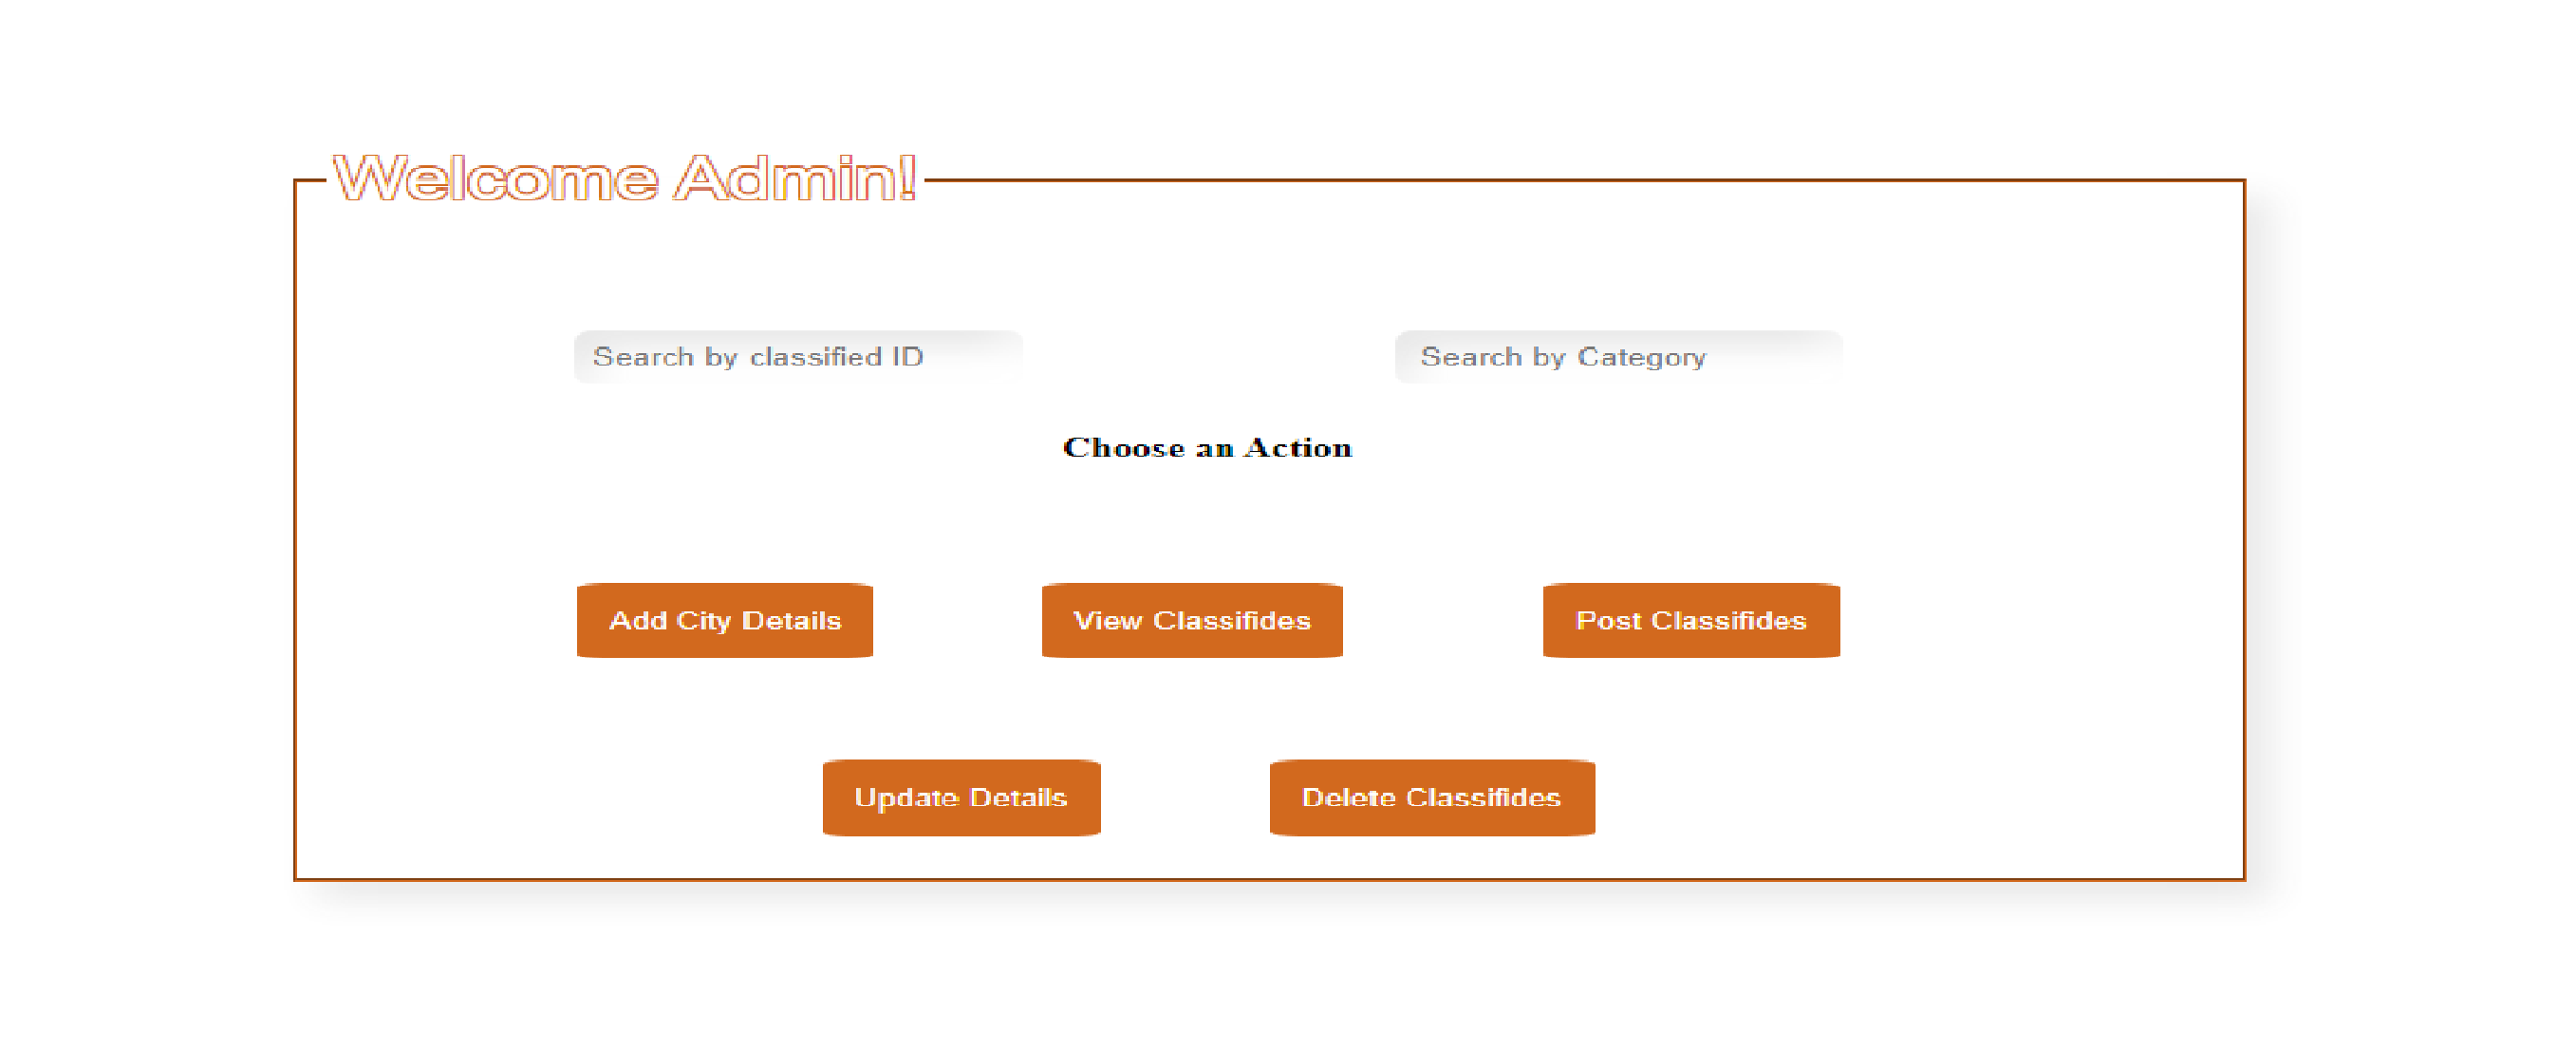 Welcome Admin!
Search by classified ID
Search by Category
Choose an Action
Add City Details
View Classifides
Post Classifides
Update Details
Delete Classifides